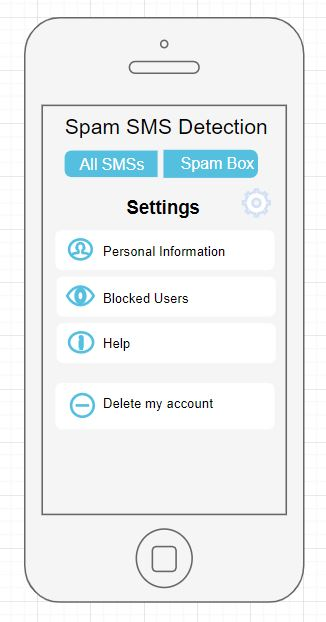 Spam SMS Detection
All SMSs
Spam Box
Settings
Personal Information
Blocked Users
Help
Delete my account